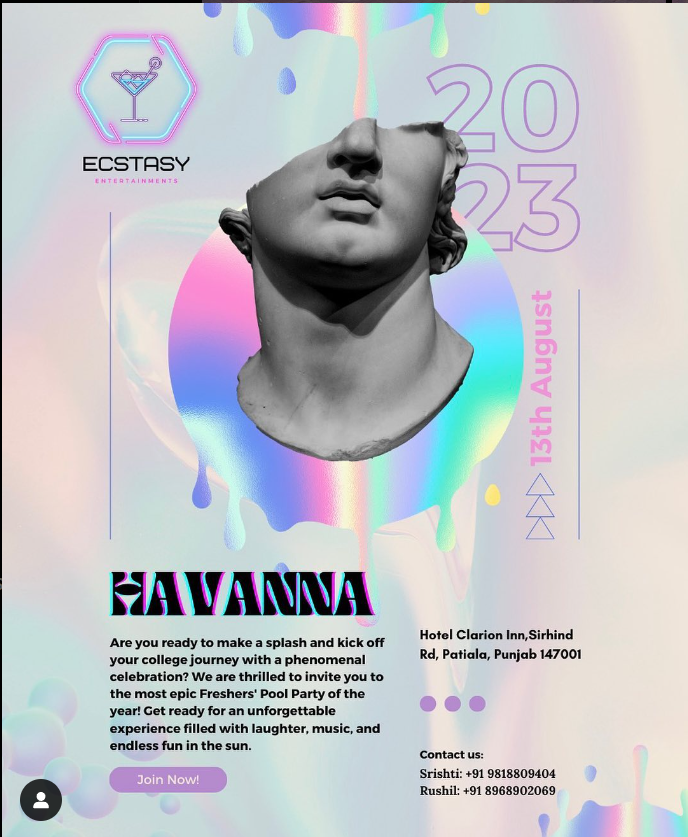 ECSTASY
ENTERTAINMENTS
20
23
13th August
HAVANNA
Are you ready to make a splash and kick off
your college journey with a phenomenal
celebration? We are thrilled to invite you to
the most epic Freshers' Pool Party of the
year! Get ready for an unforgettable
experience filled with laughter, music, and
endless fun in the sun.
Join Now!
Hotel Clarion Inn,Sirhind
Rd, Patiala, Punjab 147001
Contact us:
Srishti: +91 9818809404
Rushil: +91 8968902069